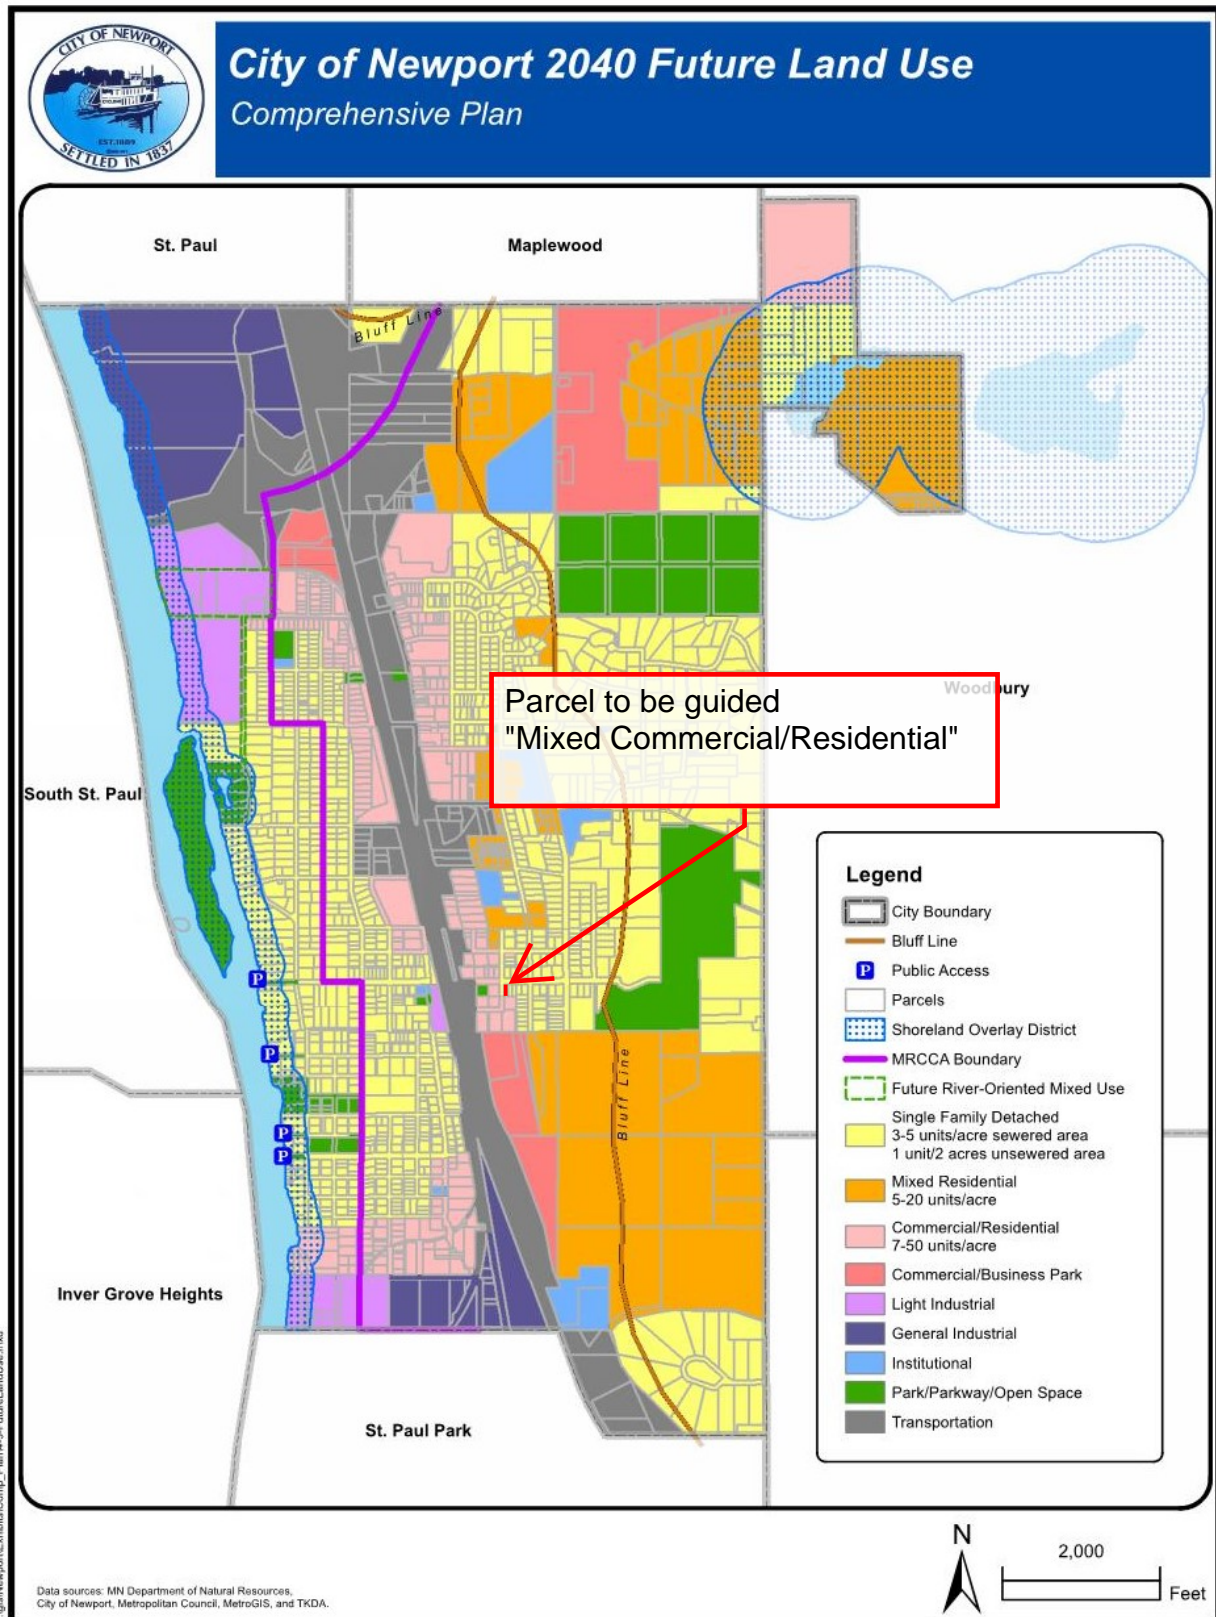 CITY OF NEWPORT
SETTLED IN 1837
City of Newport 2040 Future Land Use
Comprehensive Plan
St. Paul
Maplewood
Bluff Line
Parcel to be guided
"Mixed Commercial/Residential"
Woodbury
South St. Paul
P
P
P
P
Bluff Line
Inver Grove Heights
St. Paul Park
Legend
City Boundary
Bluff Line
P Public Access
Parcels
Shoreland Overlay District
MRCCA Boundary
Future River-Oriented Mixed Use
Single Family Detached
3-5 units/acre sewered area
1 unit/2 acres unsewered area
Mixed Residential
5-20 units/acre
Commercial/Residential
7-50 units/acre
Commercial/Business Park
Light Industrial
General Industrial
Institutional
Park/Parkway/Open Space
Transportation
N
2,000
Feet
Data sources: MN Department of Natural Resources,
City of Newport, Metropolitan Council, MetroGIS, and TKDA.